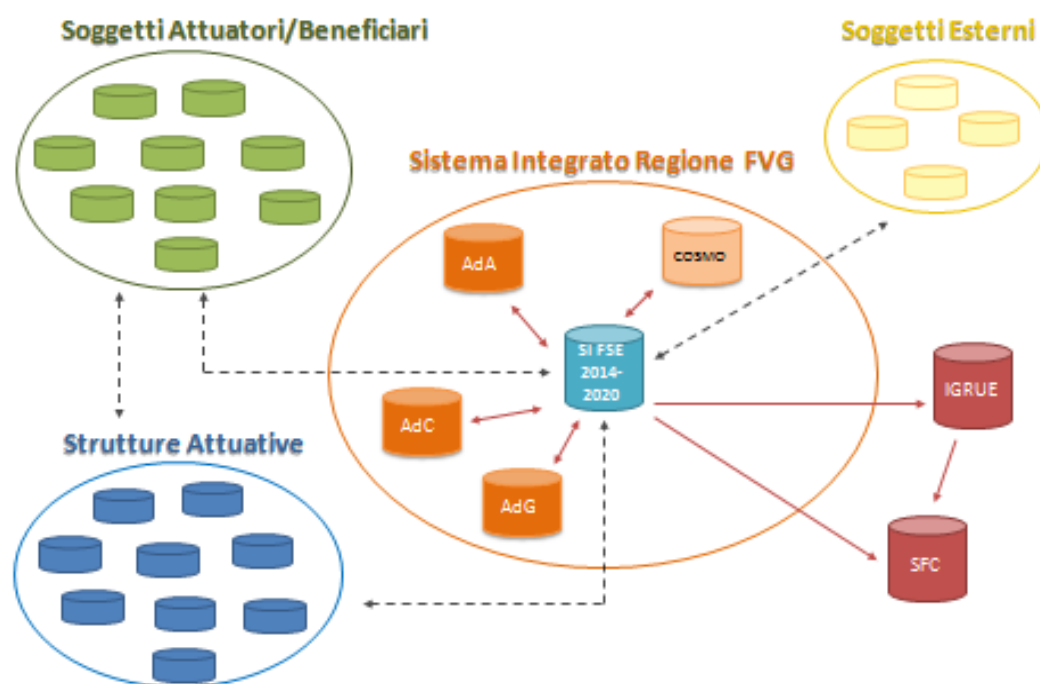 Soggetti Attuatori/Beneficiari
Soggetti Esterni
Sistema Integrato Regione FVG
AdA
COSMO
SI FSE
2014-
2020
IGRUE
AdC
Strutture Attuative
AdG
SFC